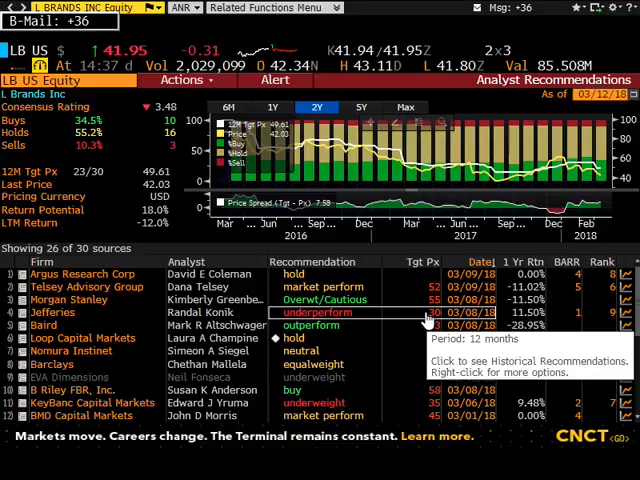 L BRANDS INC Equity ANR Related Functions Menu Msg: +36
B-Mail: +36
LB US $ ↑ 41.95 -0.31 K41.94/41.95Z 2x3
At 14:37 d Vol 2,029,099 O 42.34N H 43.11D L 41.80Z Val 85.508M
LB US Equity Actions Alert Analyst Recommendations
L Brands Inc As of 03/12/18
Consensus Rating 3.48 6M 1Y 2Y 5Y Max
Buys 34.5% 10
Holds 55.2% 16
Sells 10.3% 3
12M Tgt Px 23/30 49.61
Last Price 42.03
Pricing Currency USD
Return Potential 18.0%
LTM Return -12.0%
12M Tgt Px 49.61
Price 42.03
%Buy
%Hold
%Sell
100 100
50 50
0 0
Price Spread (Tgt - Px) 7.58
0 0
Mar ... Jun ... Sep ... Dec Mar ... Jun ... Sep ... Dec Feb
2016 2017 2018
Showing 26 of 30 sources
Firm Analyst Recommendation Tgt Px Date 1 Yr Rtn BARR Rank
1) Argus Research Corp David E Coleman hold 03/09/18 0.00% 4 8
2) Telsey Advisory Group Dana Telsey market perform 52 03/09/18 -11.02% 5 6
3) Morgan Stanley Kimberly Greenbe... Overwt/Cautious 55 03/08/18 11.50%
4) Jefferies Randal Konik underperform 30 03/08/18 11.50% 1 9
5) Baird Mark R Altschwager outperform 03/08/18 -28.95%
6) Loop Capital Markets Laura A Champine hold
7) Nomura Instinet Simeon A Siegel neutral
8) Barclays Chethan Mallela equalweight
9) EVA Dimensions Neil Fonseca underweight
10) B Riley FBR, Inc. Susan K Anderson buy 58 03/08/18
11) KeyBanc Capital Markets Edward J Yruma underweight 35 03/06/18 9.48% 2 7
12) BMO Capital Markets John D Morris market perform 45 03/01/18 0.00% 4
Period: 12 months
Click to see Historical Recommendations.
Right-click for more options.
Markets move. Careers change. The Terminal remains constant. Learn more. CNCT <GO>